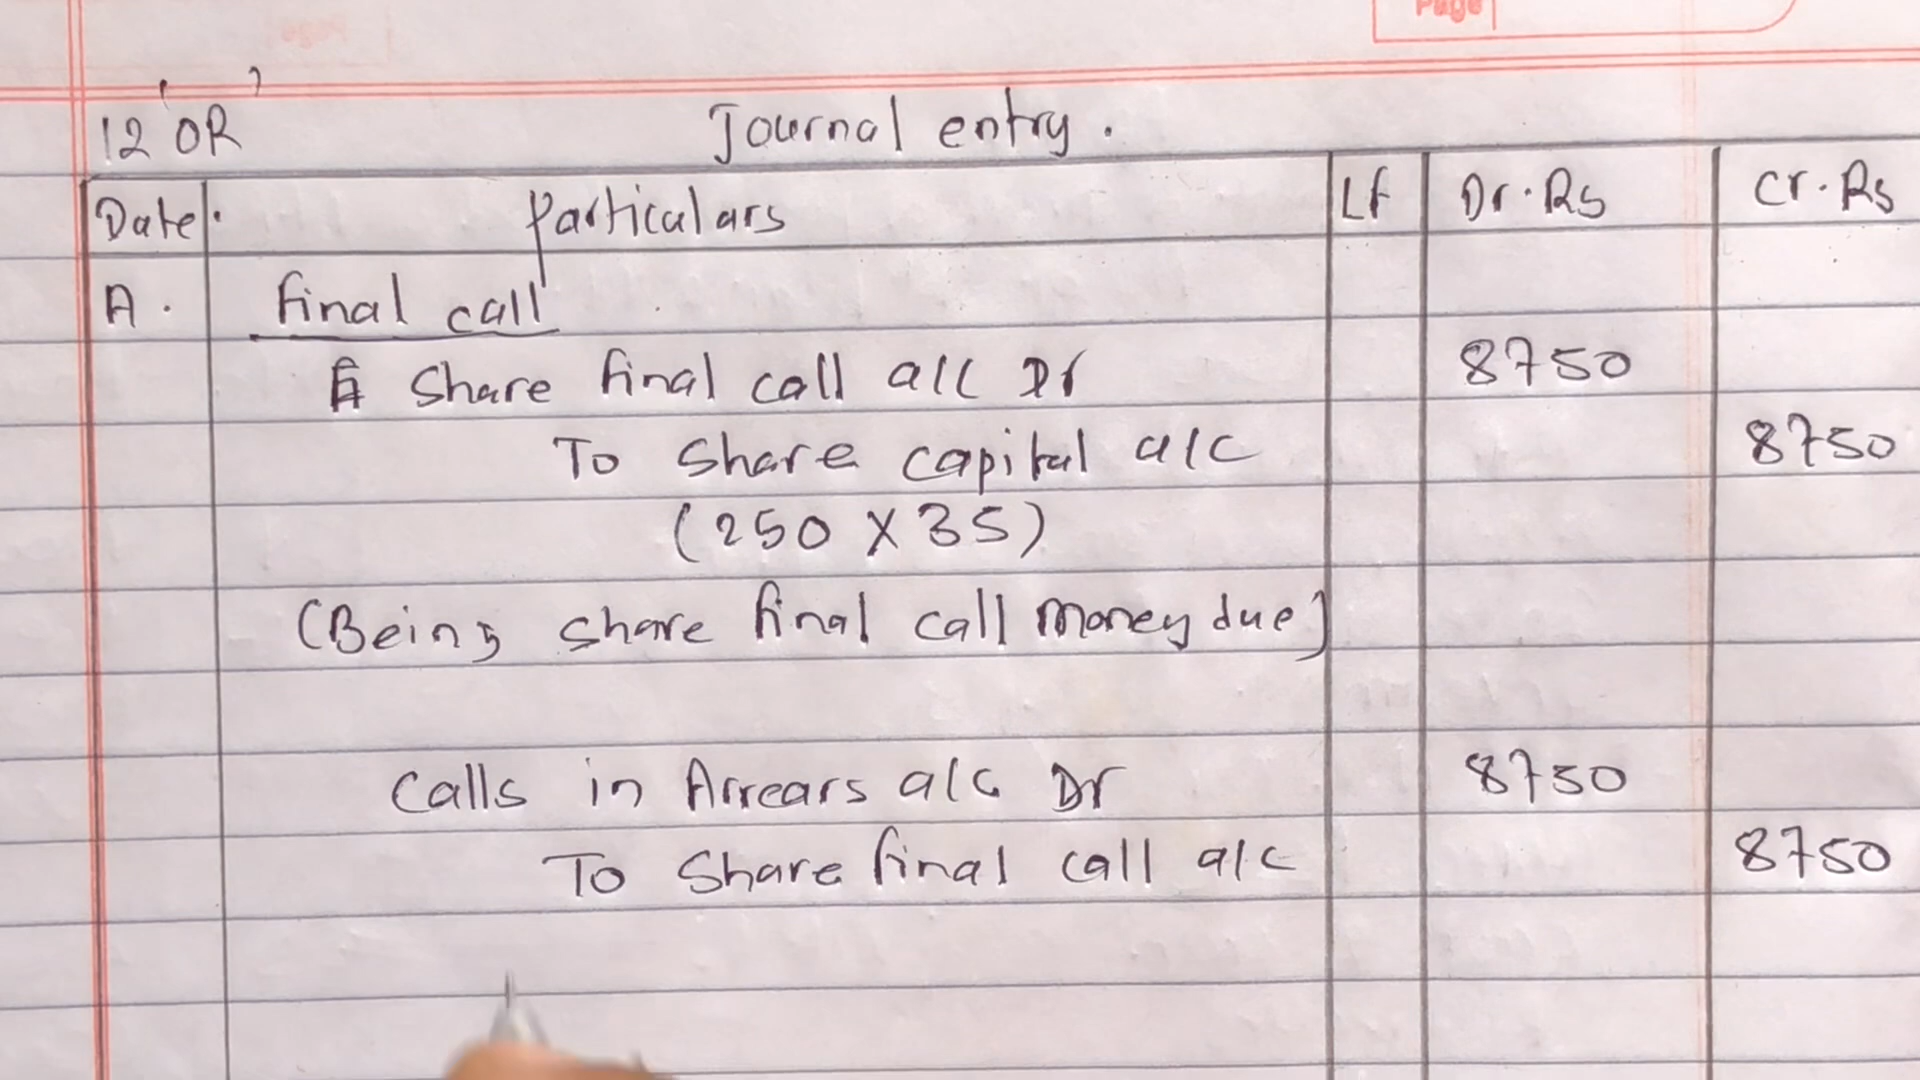 Page
12 'OR'
Journal entry.
Date. Particulars LF Dr. Rs Cr. Rs
A. final call
Share final call a/c Dr 8750
To Share capital a/c 8750
(250 X 35)
(Being share final call money due)
Calls in Arrears a/c Dr 8750
To Share final call a/c 8750